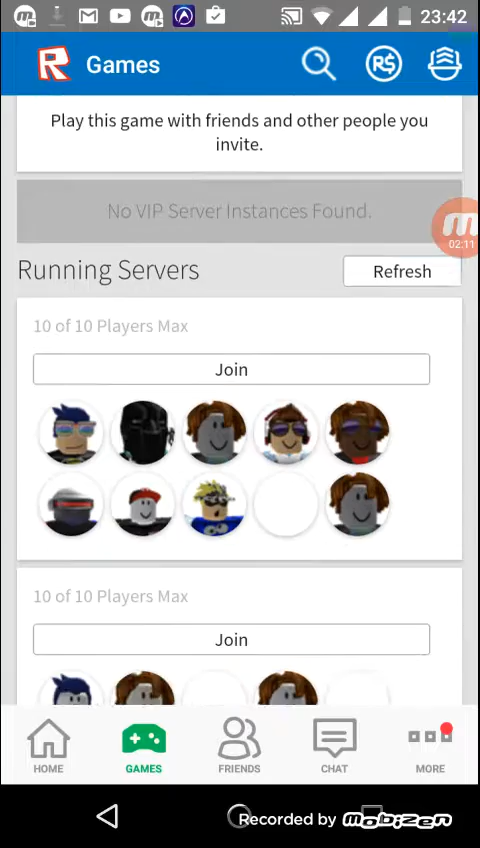 23:42
R Games R$
Play this game with friends and other people you
invite.
No VIP Server Instances Found.
02:11
Running Servers
Refresh
10 of 10 Players Max
Join
10 of 10 Players Max
Join
HOME GAMES FRIENDS CHAT MORE
Recorded by mobizen